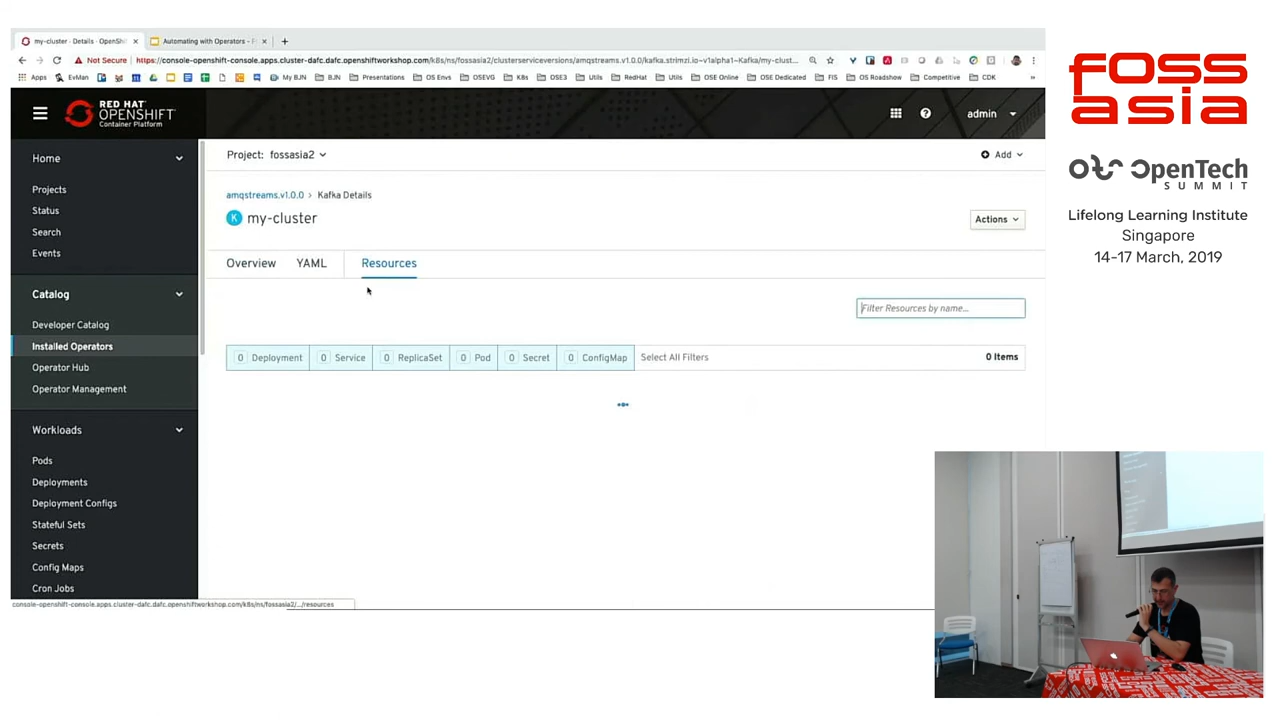 my-cluster · Details · OpenShi
Automating with Operators -
Not Secure
https://console-openshift-console.apps.cluster-dafc.dafc.openshiftworkshop.com/k8s/ns/fossasia2/clusterserviceversions/amqstreams.v1.0.0/kafka.strimzi.io~v1alpha1~Kafka/my-clust...
Apps EvMan My BJN BJN Presentations OS Envs OSEVG K8s OSE3 Utils RedHat Utils OSE Online OSE Dedicated FIS OS Roadshow Competitive CDK
RED HAT
OPENSHIFT
Container Platform
admin
Home
Projects
Status
Search
Events
Catalog
Developer Catalog
Installed Operators
Operator Hub
Operator Management
Workloads
Pods
Deployments
Deployment Configs
Stateful Sets
Secrets
Config Maps
Cron Jobs
Project: fossasia2
Add
amqstreams.v1.0.0 > Kafka Details
K my-cluster
Actions
Overview YAML Resources
Filter Resources by name...
0 Deployment 0 Service 0 ReplicaSet 0 Pod 0 Secret 0 ConfigMap Select All Filters 0 Items
console-openshift-console.apps.cluster-dafc.dafc.openshiftworkshop.com/k8s/ns/fossasia2/.../resources
FOSS
asia
OpenTech
SUMMIT
Lifelong Learning Institute
Singapore
14-17 March, 2019